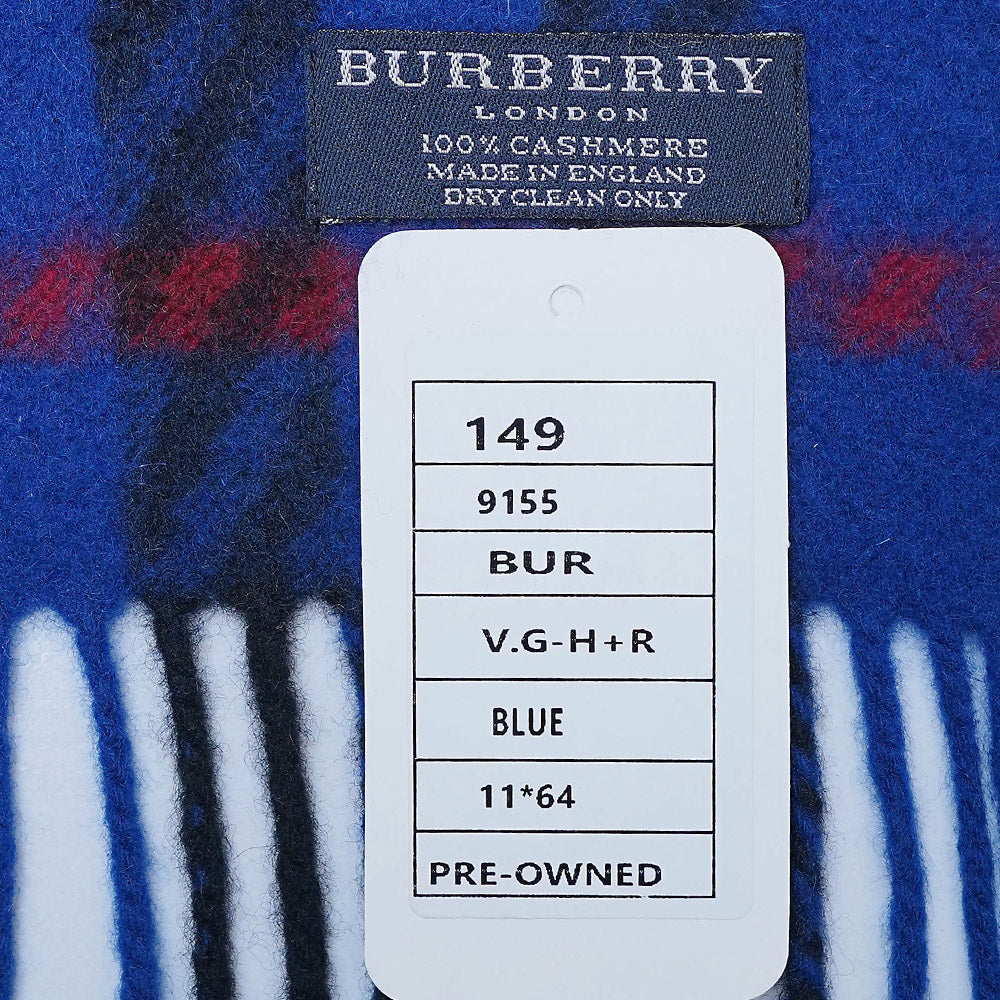 BURBERRY
LONDON
100% CASHMERE
MADE IN ENGLAND
DRY CLEAN ONLY
149
9155
BUR
V.G-H+R
BLUE
11*64
PRE-OWNED